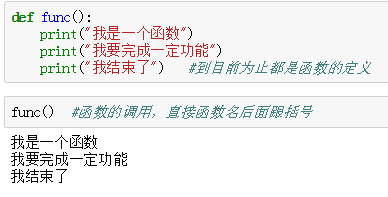 def func():
    print("我是一个函数")
    print("我要完成一定功能")
    print("我结束了")   #到目前为止都是函数的定义
func()  #函数的调用，直接函数名后面跟括号
我是一个函数
我要完成一定功能
我结束了